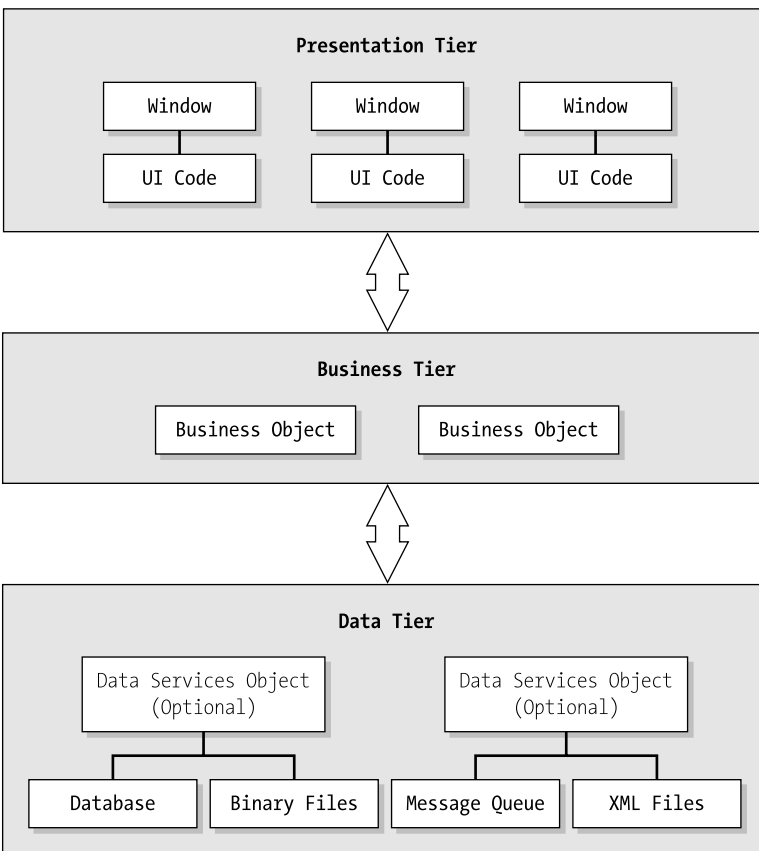 Presentation Tier
Window
Window
Window
UI Code
UI Code
UI Code
Business Tier
Business Object
Business Object
Data Tier
Data Services Object
(Optional)
Data Services Object
(Optional)
Database
Binary Files
Message Queue
XML Files